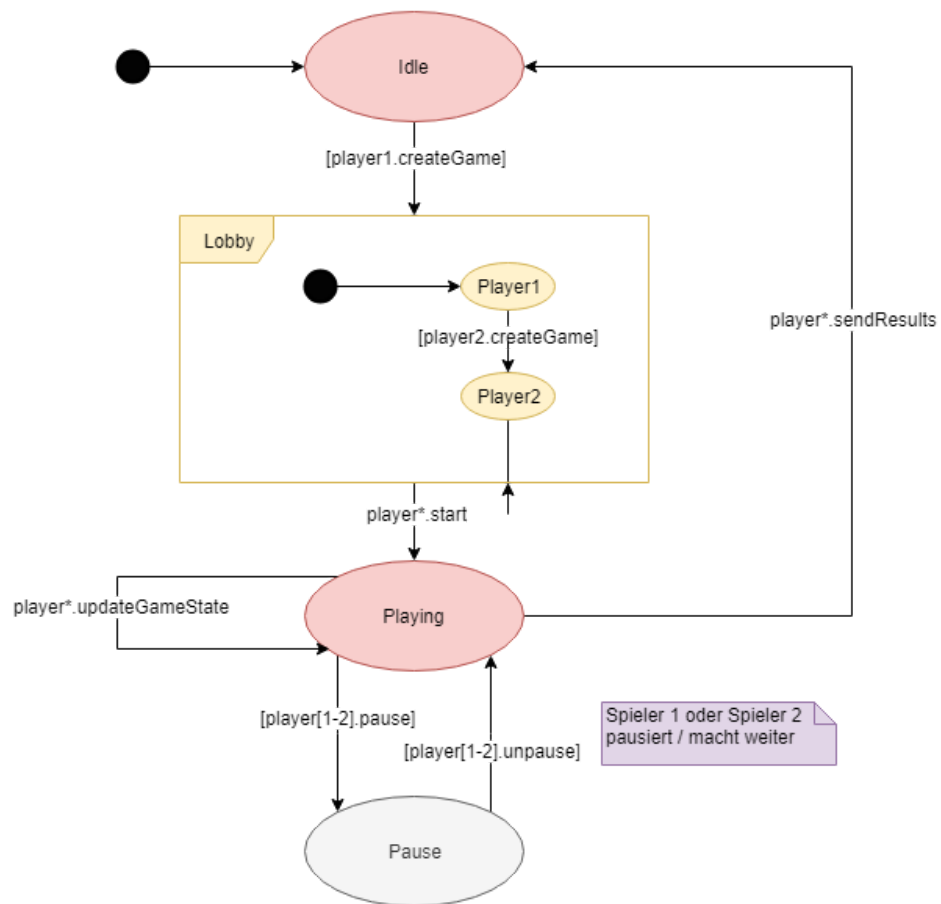 Idle
[player1.createGame]
Lobby
Player1
[player2.createGame]
player*.sendResults
Player2
player*.start
player*.updateGameState
Playing
[player[1-2].pause]
[player[1-2].unpause]
Spieler 1 oder Spieler 2
pausiert / macht weiter
Pause